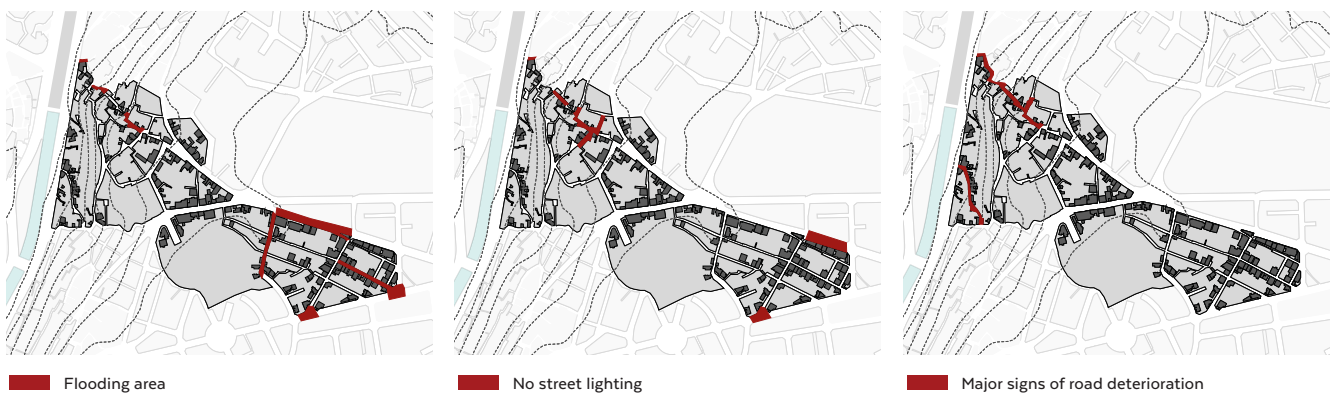 Flooding area
No street lighting
Major signs of road deterioration